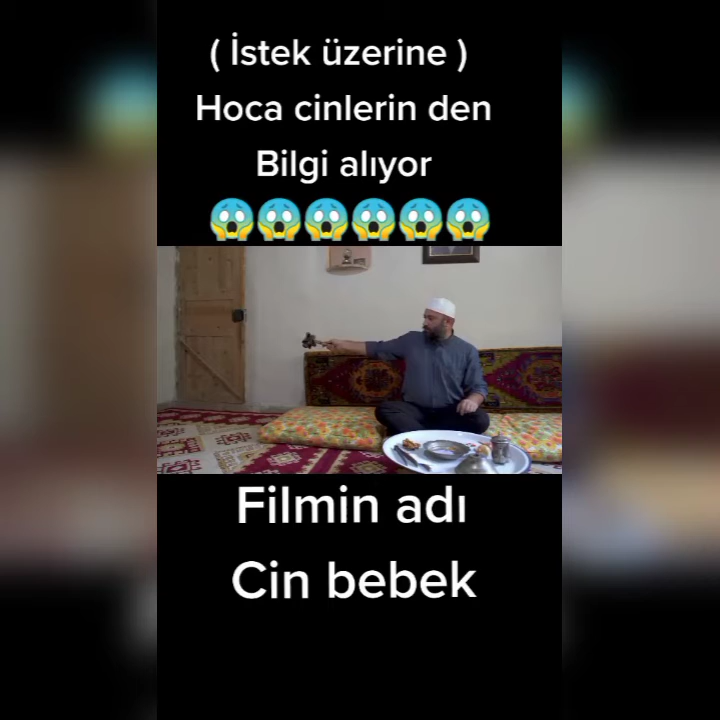 ( İstek üzerine )
Hoca cinlerin den
Bilgi alıyor
😱😱😱😱😱😱
Filmin adı
Cin bebek